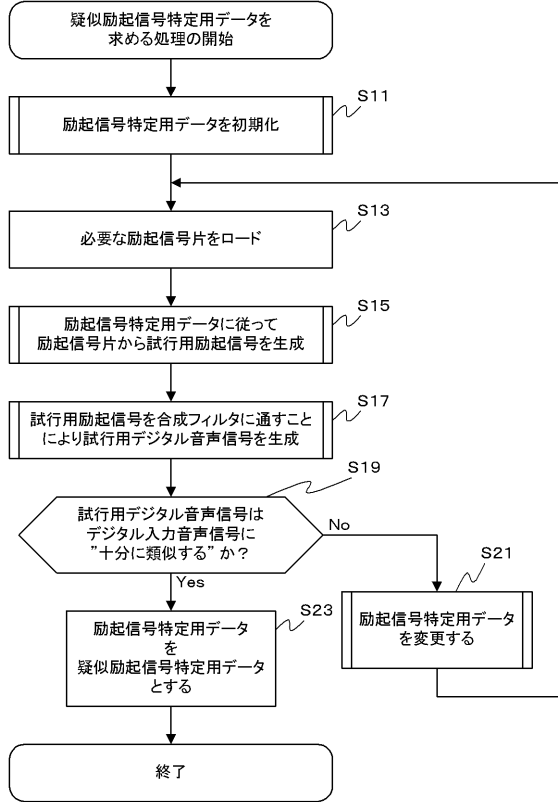 疑似励起信号特定用データを
求める処理の開始
S11
励起信号特定用データを初期化
S13
必要な励起信号片をロード
S15
励起信号特定用データに従って
励起信号片から試行用励起信号を生成
S17
試行用励起信号を合成フィルタに通すこと
により試行用デジタル音声信号を生成
S19
試行用デジタル音声信号は
デジタル入力音声信号に
”十分に類似する”か？
No
Yes
S21
励起信号特定用データ
を変更する
S23
励起信号特定用データ
を
疑似励起信号特定用データ
とする
終了